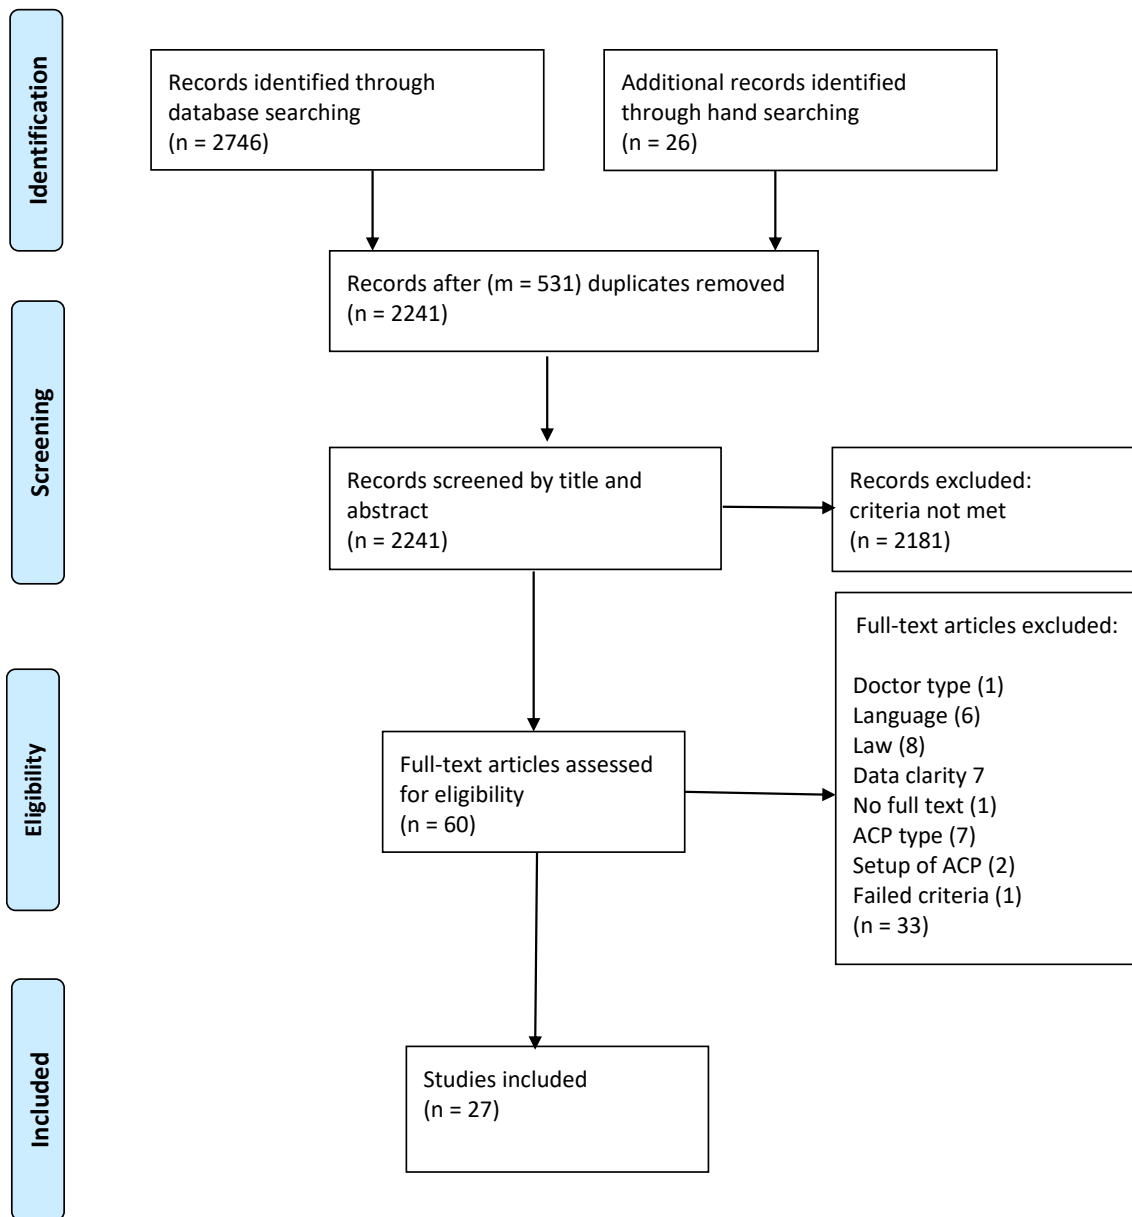 Identification
Records identified through
database searching
(n = 2746)
Additional records identified
through hand searching
(n = 26)
Records after (m = 531) duplicates removed
(n = 2241)
Screening
Records screened by title and
abstract
(n = 2241)
Records excluded:
criteria not met
(n = 2181)
Eligibility
Full-text articles assessed
for eligibility
(n = 60)
Full-text articles excluded:
Doctor type (1)
Language (6)
Law (8)
Data clarity 7
No full text (1)
ACP type (7)
Setup of ACP (2)
Failed criteria (1)
(n = 33)
Included
Studies included
(n = 27)